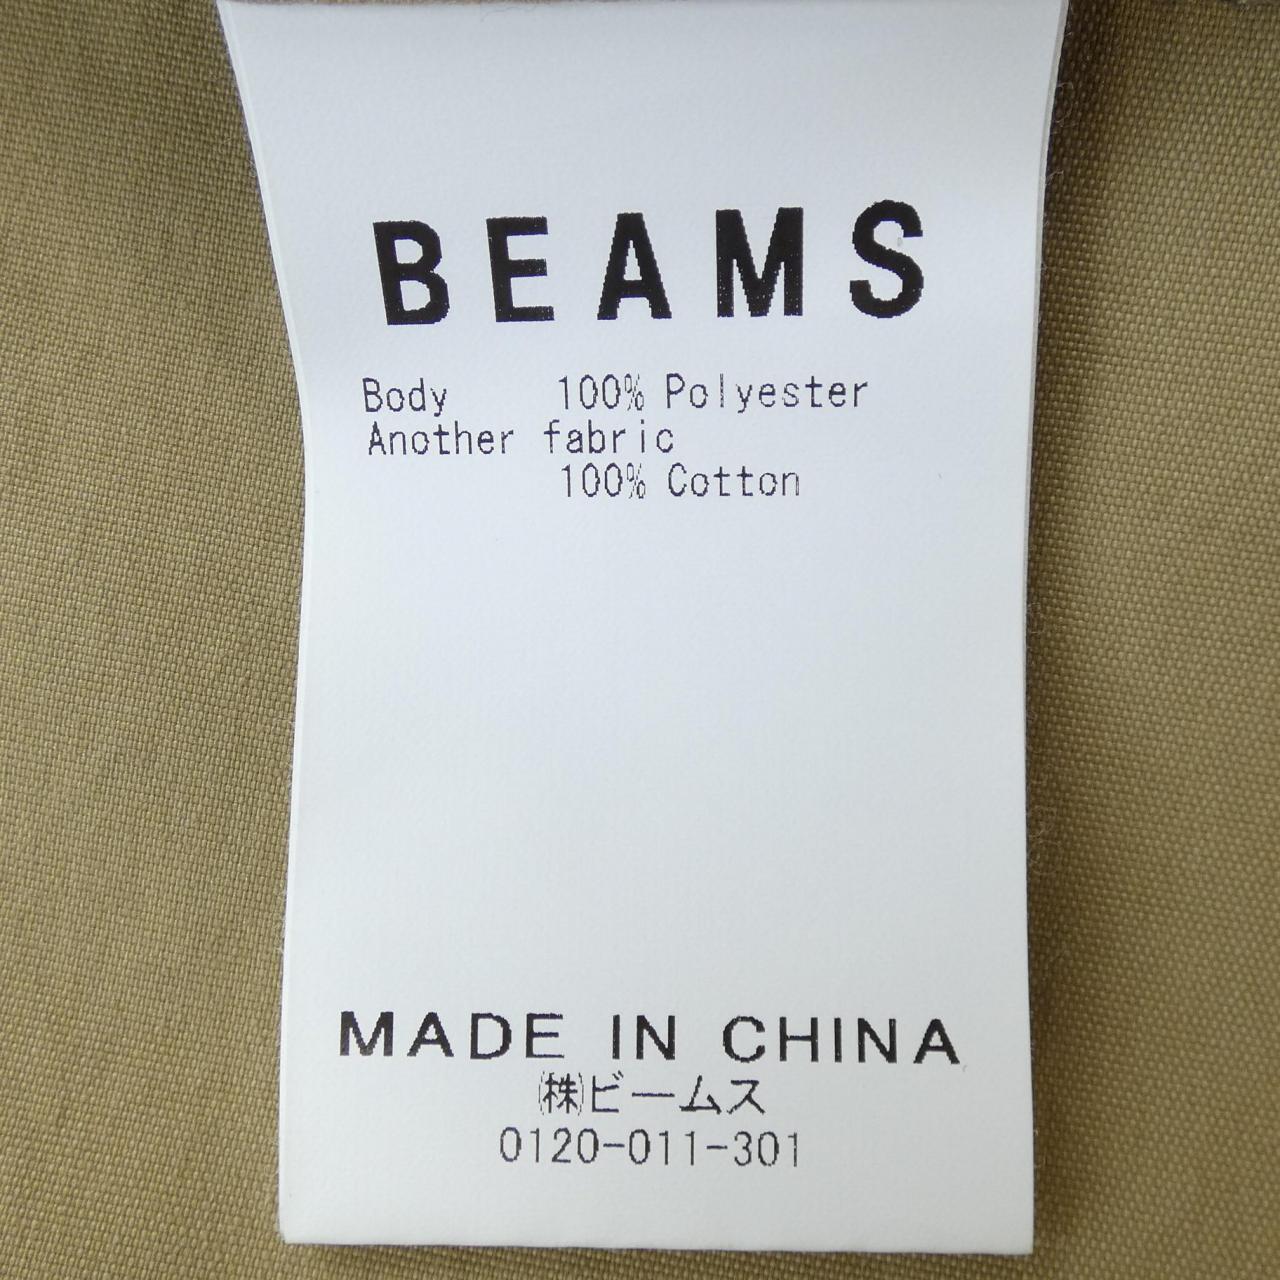 BEAMS
Body 100% Polyester
Another fabric
100% Cotton
MADE IN CHINA
㈱ビームス
0120-011-301